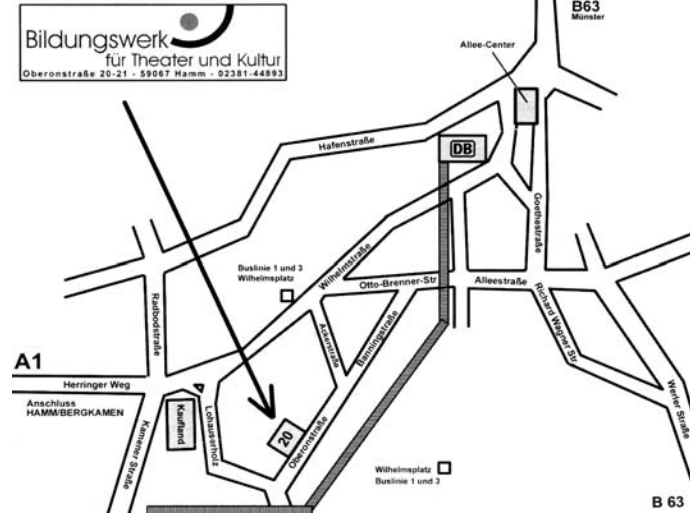 Bildungswerk
für Theater und Kultur
Oberonstraße 20-21 - 59067 Hamm - 02381-44893
B63
Münster
Allee-Center
DB
Hafenstraße
Goethestraße
Wilhelmstraße
Buslinie 1 und 3
Wilhelmsplatz
Otto-Brenner-Str
Alleestraße
Radbodstraße
Ackerstraße
Banningstraße
Richard Wagner Str
A1
Herringer Weg
Anschluss
HAMM/BERGKAMEN
Kaufland
Lohauserholz
Kamener Straße
20
Oberonstraße
Werler Straße
Wilhelmsplatz
Buslinie 1 und 3
B 63